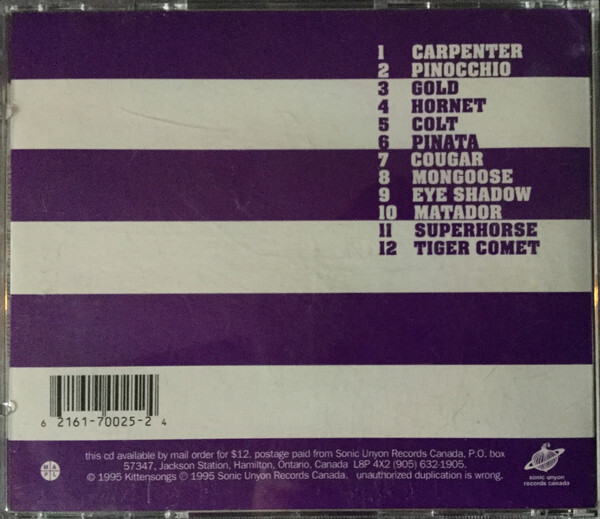 1 CARPENTER
2 PINOCCHIO
3 GOLD
4 HORNET
5 COLT
6 PINATA
7 COUGAR
8 MONGOOSE
9 EYE SHADOW
10 MATADOR
11 SUPERHORSE
12 TIGER COMET
6 2161-70025-2 4
this cd available by mail order for $12. postage paid from Sonic Unyon Records Canada, P.O. box
57347, Jackson Station, Hamilton, Ontario, Canada L8P 4X2 (905) 632-1905.
℗ 1995 Kittensongs © 1995 Sonic Unyon Records Canada. unauthorized duplication is wrong.
sonic unyon
records canada